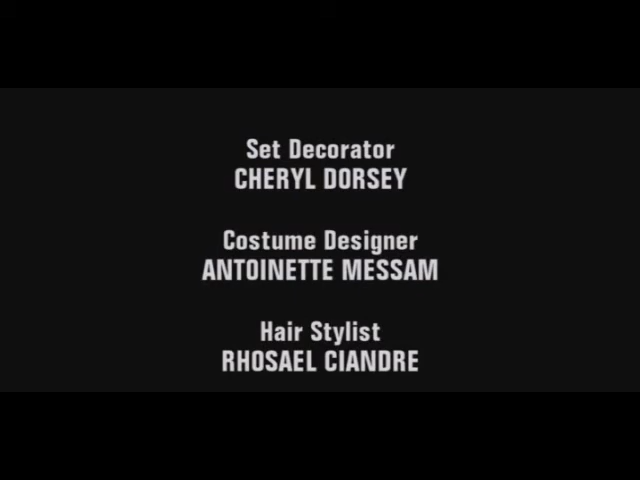 Set Decorator
CHERYL DORSEY
Costume Designer
ANTOINETTE MESSAM
Hair Stylist
RHOSAEL CIANDRE